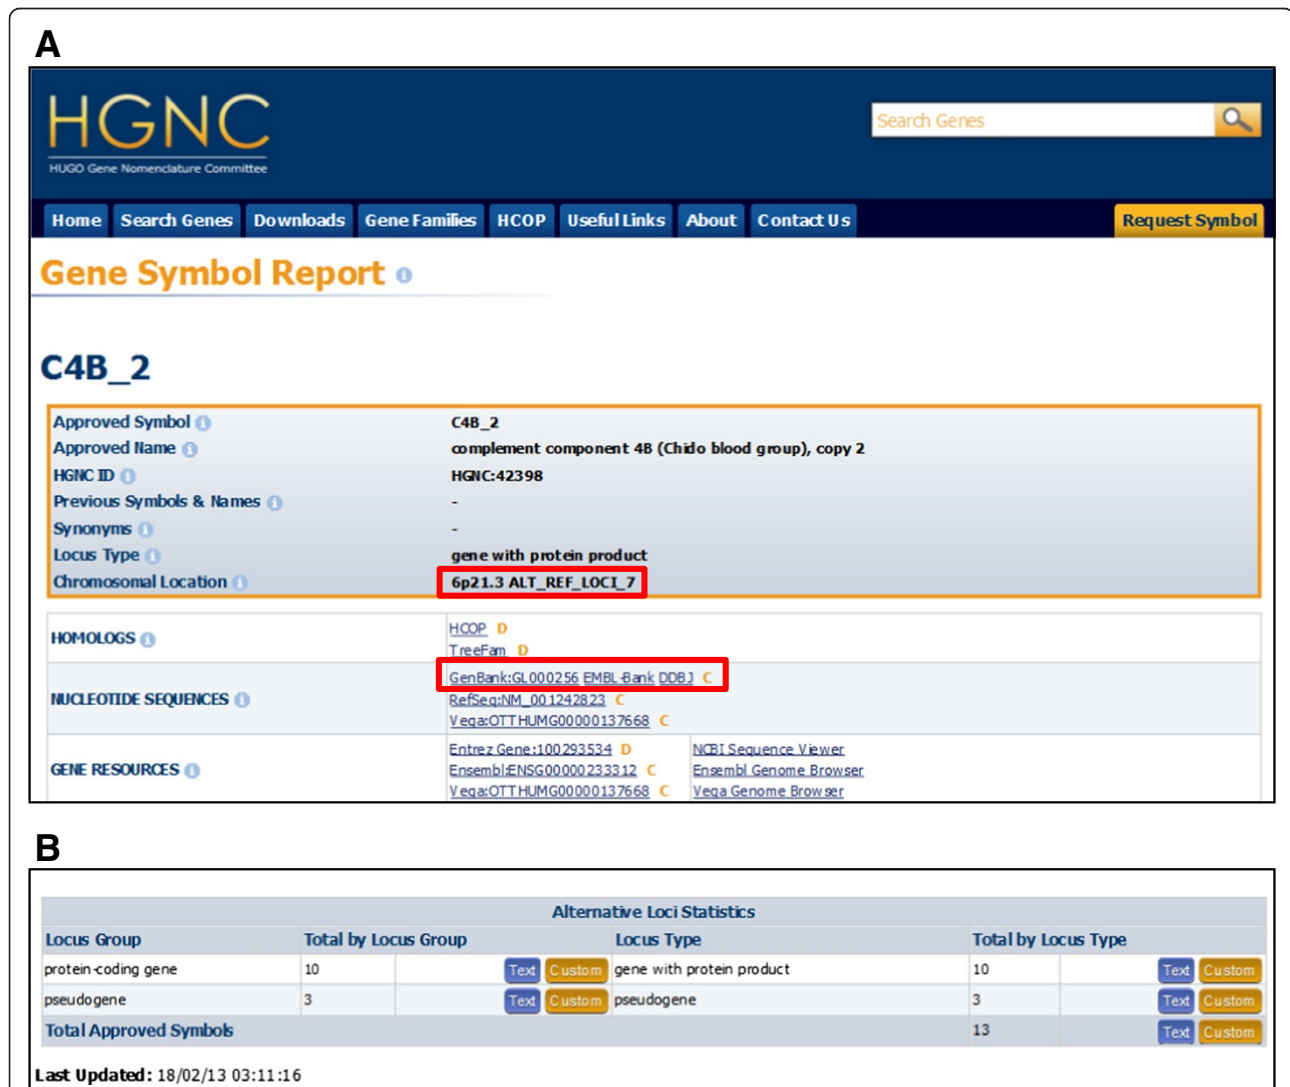 A
HGNC
HUGO Gene Nomenclature Committee
Search Genes
Home Search Genes Downloads Gene Families HCOP Useful Links About Contact Us Request Symbol
Gene Symbol Report
C4B_2
Approved Symbol C4B_2
Approved Name complement component 4B (Chido blood group), copy 2
HGNC ID HGNC:42398
Previous Symbols & Names -
Synonyms -
Locus Type gene with protein product
Chromosomal Location 6p21.3 ALT_REF_LOCI_7
HOMOLOGS HCOP D
TreeFam D
NUCLEOTIDE SEQUENCES GenBank:GL000256 EMBL-Bank DDBJ C
RefSeq:NM_001242823 C
Vega:OTTHUMG00000137668 C
GENE RESOURCES Entrez Gene:100293534 D NCBI Sequence Viewer
Ensembl:ENSG00000233312 C Ensembl Genome Browser
Vega:OTTHUMG00000137668 C Vega Genome Browser
B
Alternative Loci Statistics
Locus Group Total by Locus Group Locus Type Total by Locus Type
protein-coding gene 10 Text Custom gene with protein product 10 Text Custom
pseudogene 3 Text Custom pseudogene 3 Text Custom
Total Approved Symbols 13 Text Custom
Last Updated: 18/02/13 03:11:16